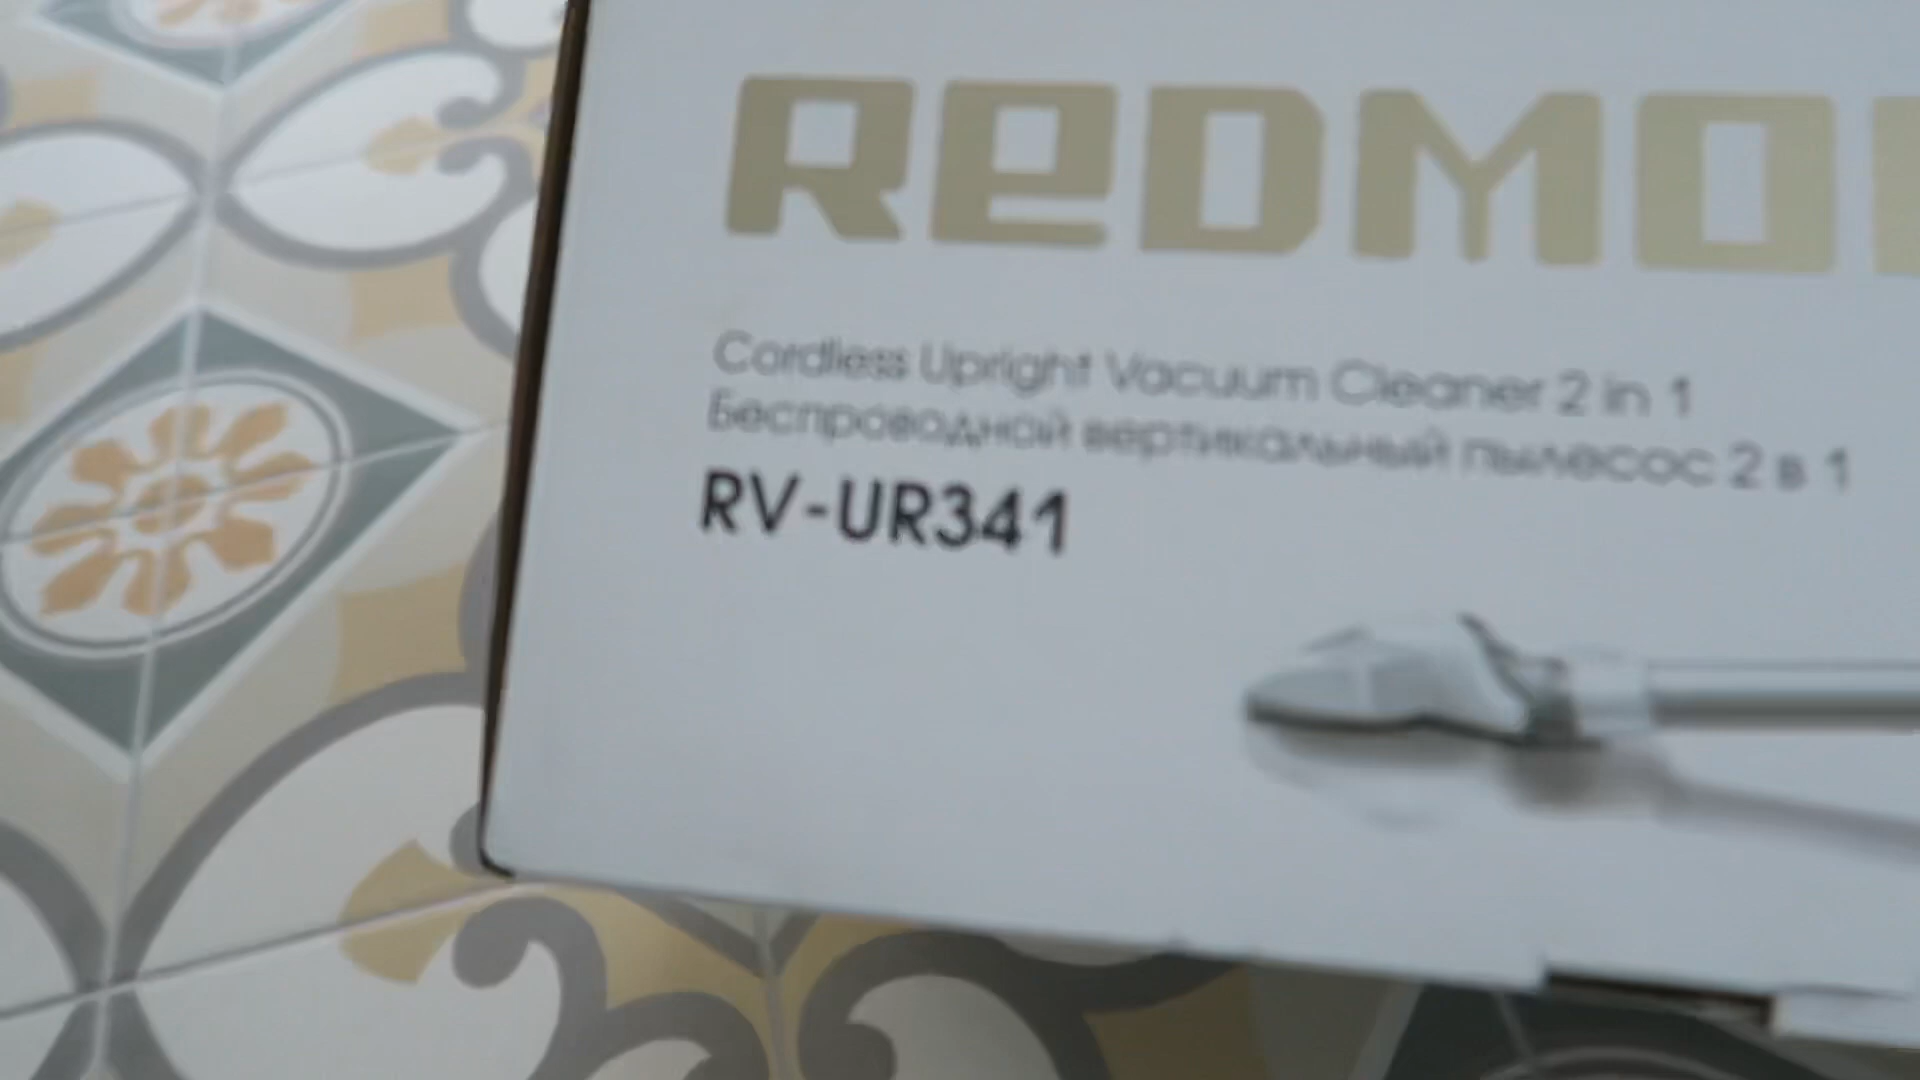 REDMO
Cordless Upright Vacuum Cleaner 2 in 1
Беспроводной вертикальный пылесос 2 в 1
RV-UR341